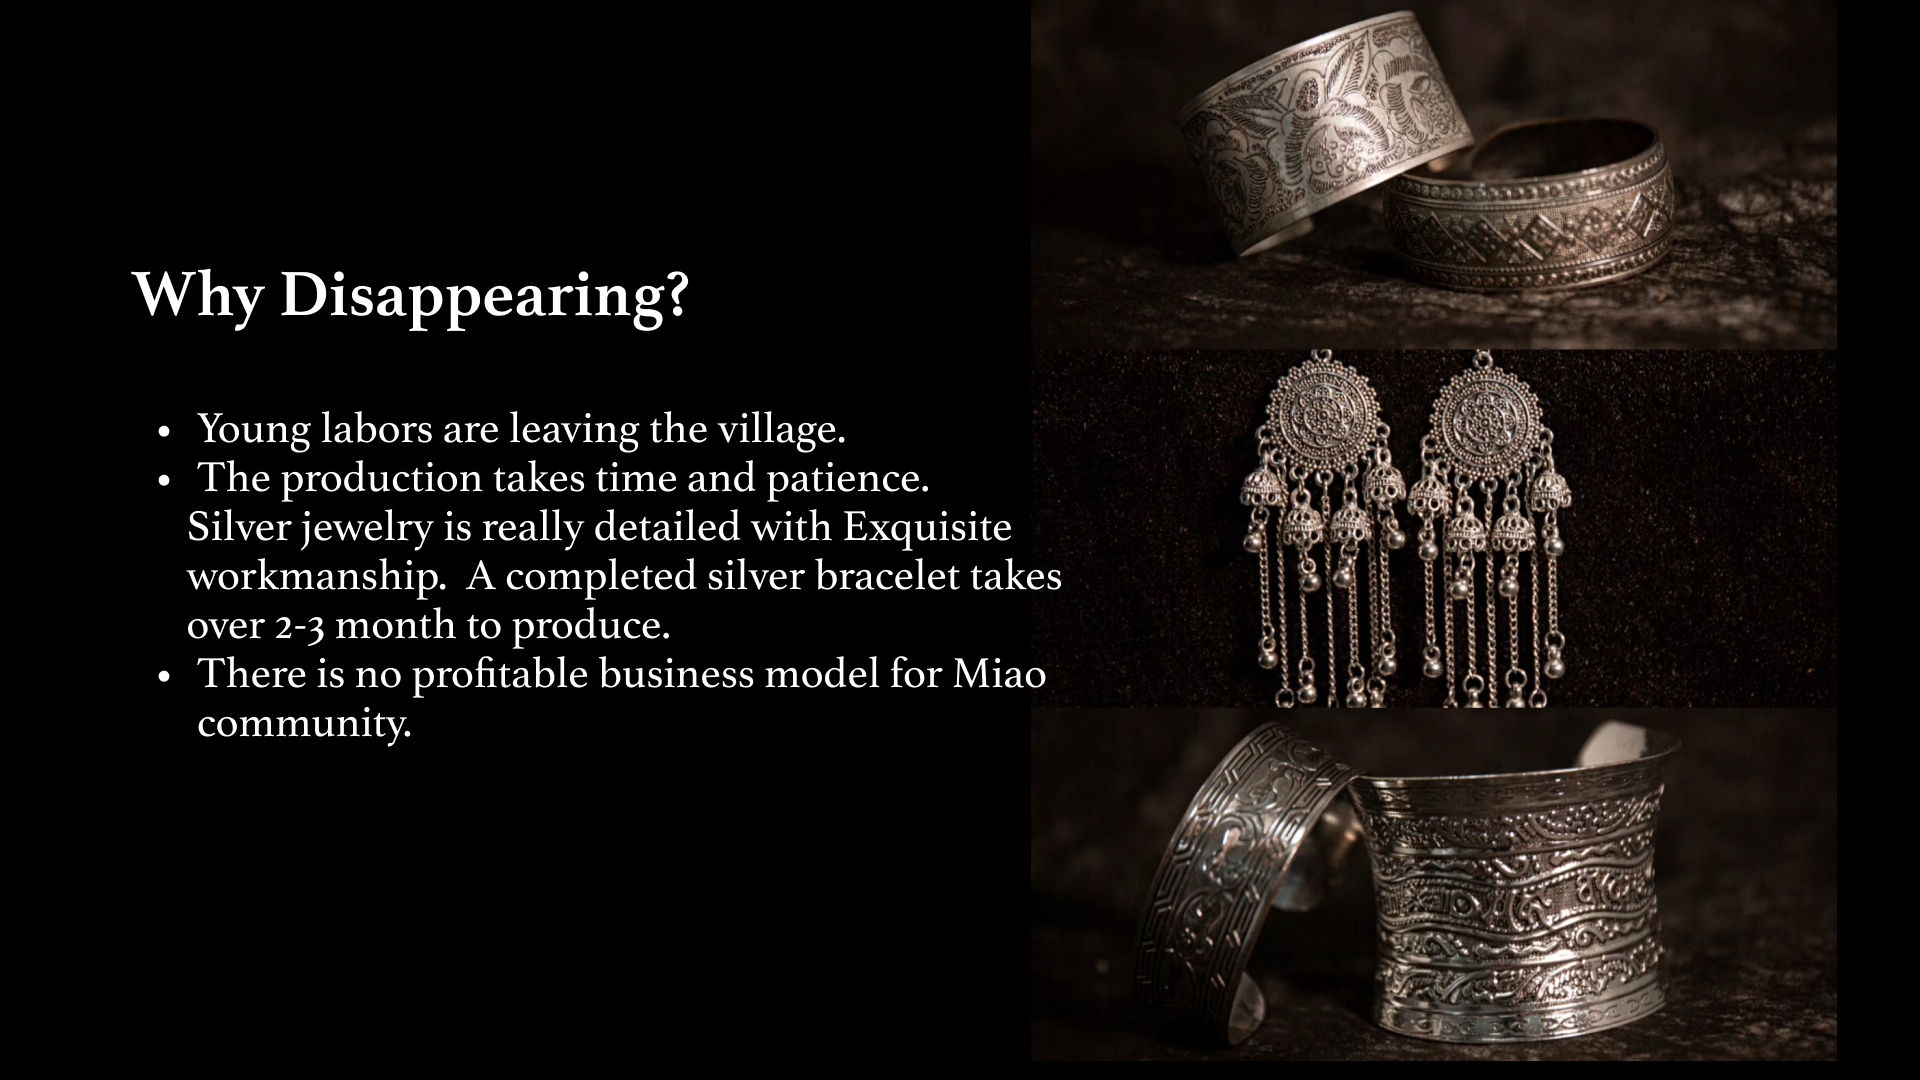 Why Disappearing?
• Young labors are leaving the village.
• The production takes time and patience.
Silver jewelry is really detailed with Exquisite
workmanship.  A completed silver bracelet takes
over 2-3 month to produce.
• There is no profitable business model for Miao
community.